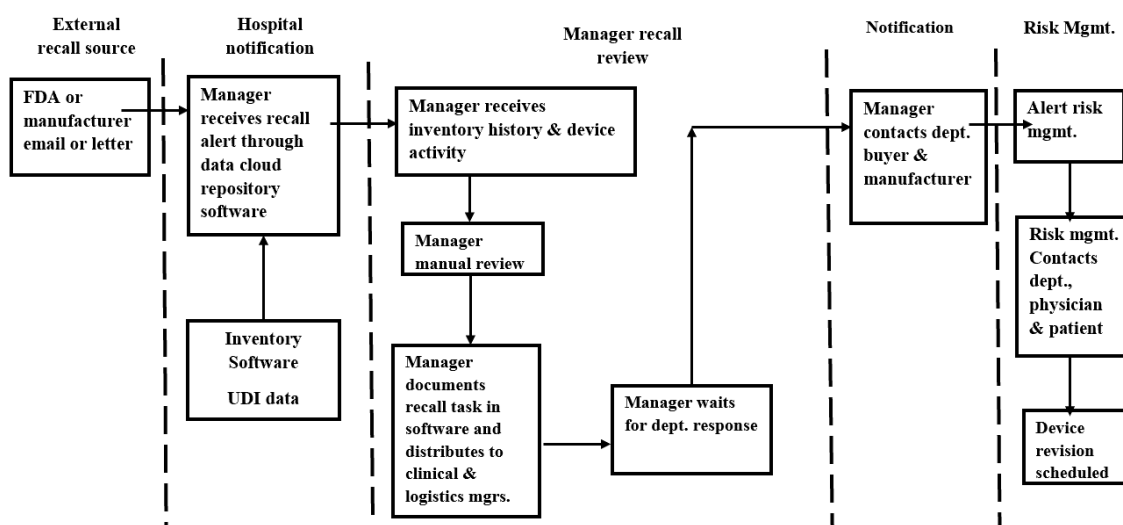 External
recall source
Hospital
notification
Manager recall
review
Notification
Risk Mgmt.
FDA or
manufacturer
email or letter
Manager
receives recall
alert through
data cloud
repository
software
Inventory
Software
UDI data
Manager receives
inventory history & device
activity
Manager
manual review
Manager
documents
recall task in
software and
distributes to
clinical &
logistics mgrs.
Manager waits
for dept. response
Manager
contacts dept.
buyer &
manufacturer
Alert risk
mgmt.
Risk mgmt.
Contacts
dept.,
physician
& patient
Device
revision
scheduled